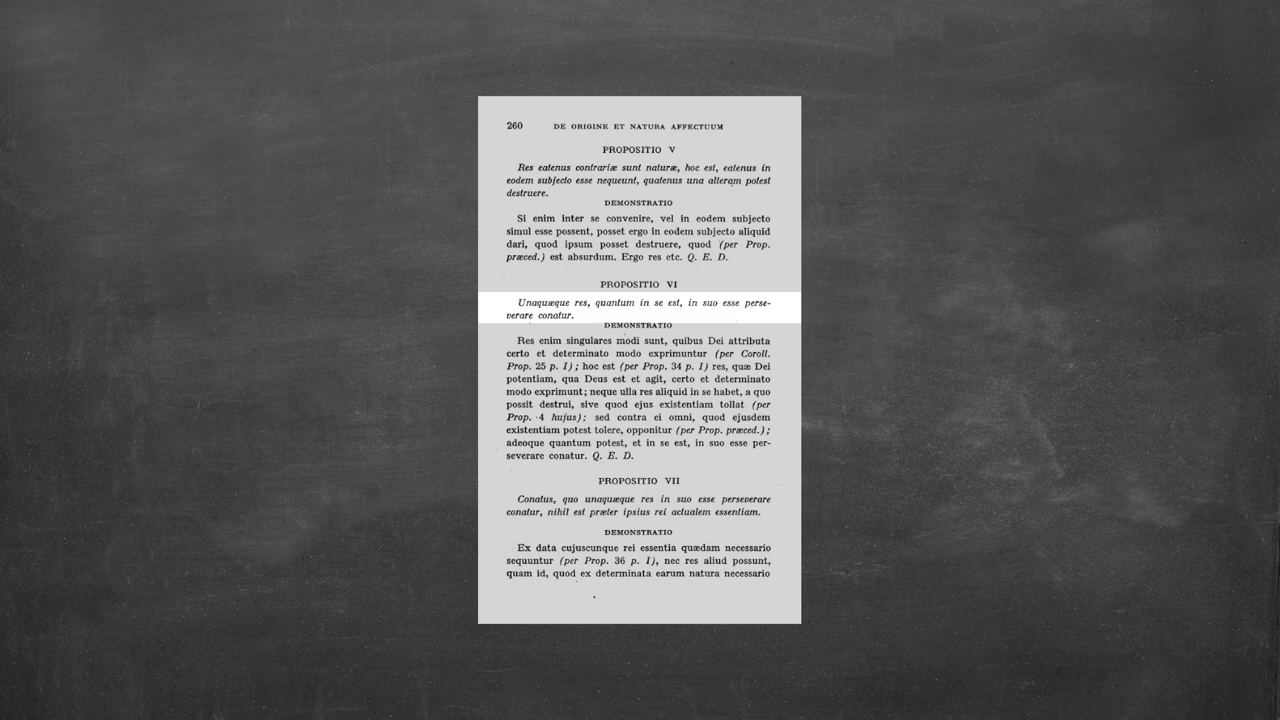 260 DE ORIGINE ET NATURA AFFECTUUM
PROPOSITIO V
Res eatenus contrariæ sunt naturæ, hoc est, eatenus in
eodem subjecto esse nequeunt, quatenus una alteram potest
destruere.
DEMONSTRATIO
Si enim inter se convenire, vel in eodem subjecto
simul esse possent, posset ergo in eodem subjecto aliquid
dari, quod ipsum posset destruere, quod (per Prop.
præced.) est absurdum. Ergo res etc. Q. E. D.
PROPOSITIO VI
Unaquæque res, quantum in se est, in suo esse perse-
verare conatur.
DEMONSTRATIO
Res enim singulares modi sunt, quibus Dei attributa
certo et determinato modo exprimuntur (per Coroll.
Prop. 25 p. I) ; hoc est (per Prop. 34 p. I) res, quæ Dei
potentiam, qua Deus est et agit, certo et determinato
modo exprimunt; neque ulla res aliquid in se habet, a quo
possit destrui, sive quod ejus existentiam tollat (per
Prop. 4 hujus) ; sed contra ei omni, quod ejusdem
existentiam potest tolere, opponitur (per Prop. præced.) ;
adeoque quantum potest, et in se est, in suo esse per-
severare conatur. Q. E. D.
PROPOSITIO VII
Conatus, quo unaquæque res in suo esse perseverare
conatur, nihil est præter ipsius rei actualem essentiam.
DEMONSTRATIO
Ex data cujuscunque rei essentia quædam necessario
sequuntur (per Prop. 36 p. I), nec res aliud possunt,
quam id, quod ex determinata earum natura necessario